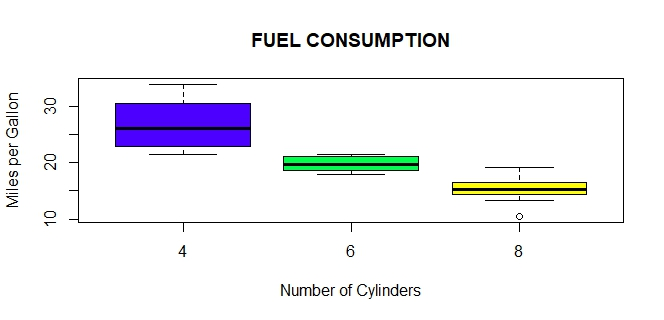 FUEL CONSUMPTION
Miles per Gallon
30
20
10
4 6 8
Number of Cylinders